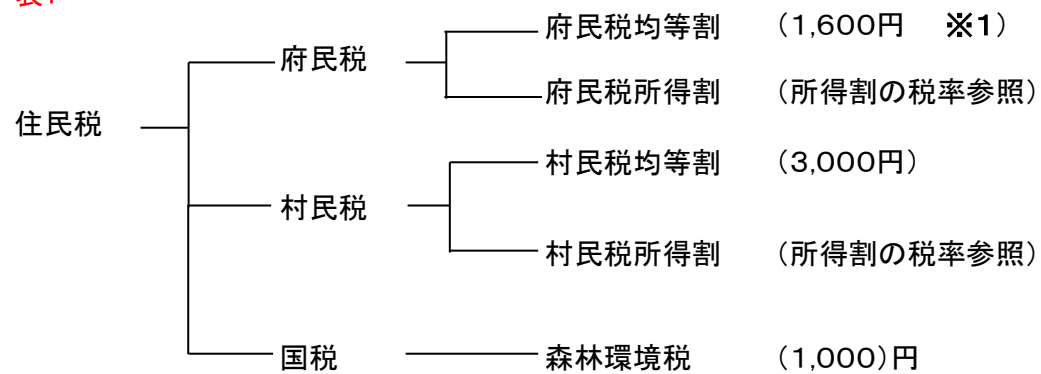 府民税均等割 （1,600円 ※1）
府民税
府民税所得割 （所得割の税率参照）
住民税
村民税均等割 （3,000円）
村民税
村民税所得割 （所得割の税率参照）
国税 森林環境税 （1,000）円